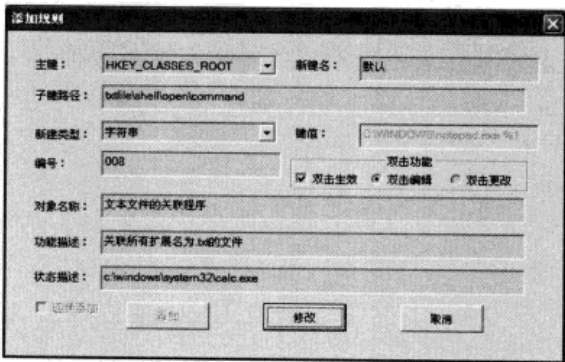 添加规则
主键： HKEY_CLASSES_ROOT 新键名： 默认
子键路径： txtfile\shell\open\command
新建类型： 字符串 键值： C:\WINDOWS\notepad.exe %1
编号： 008 双击功能
双击生效 双击编辑 双击更改
对象名称： 文本文件的关联程序
功能描述： 关联所有扩展名为.txt的文件
状态描述： c:\windows\system32\calc.exe
连续添加 添加 修改 取消